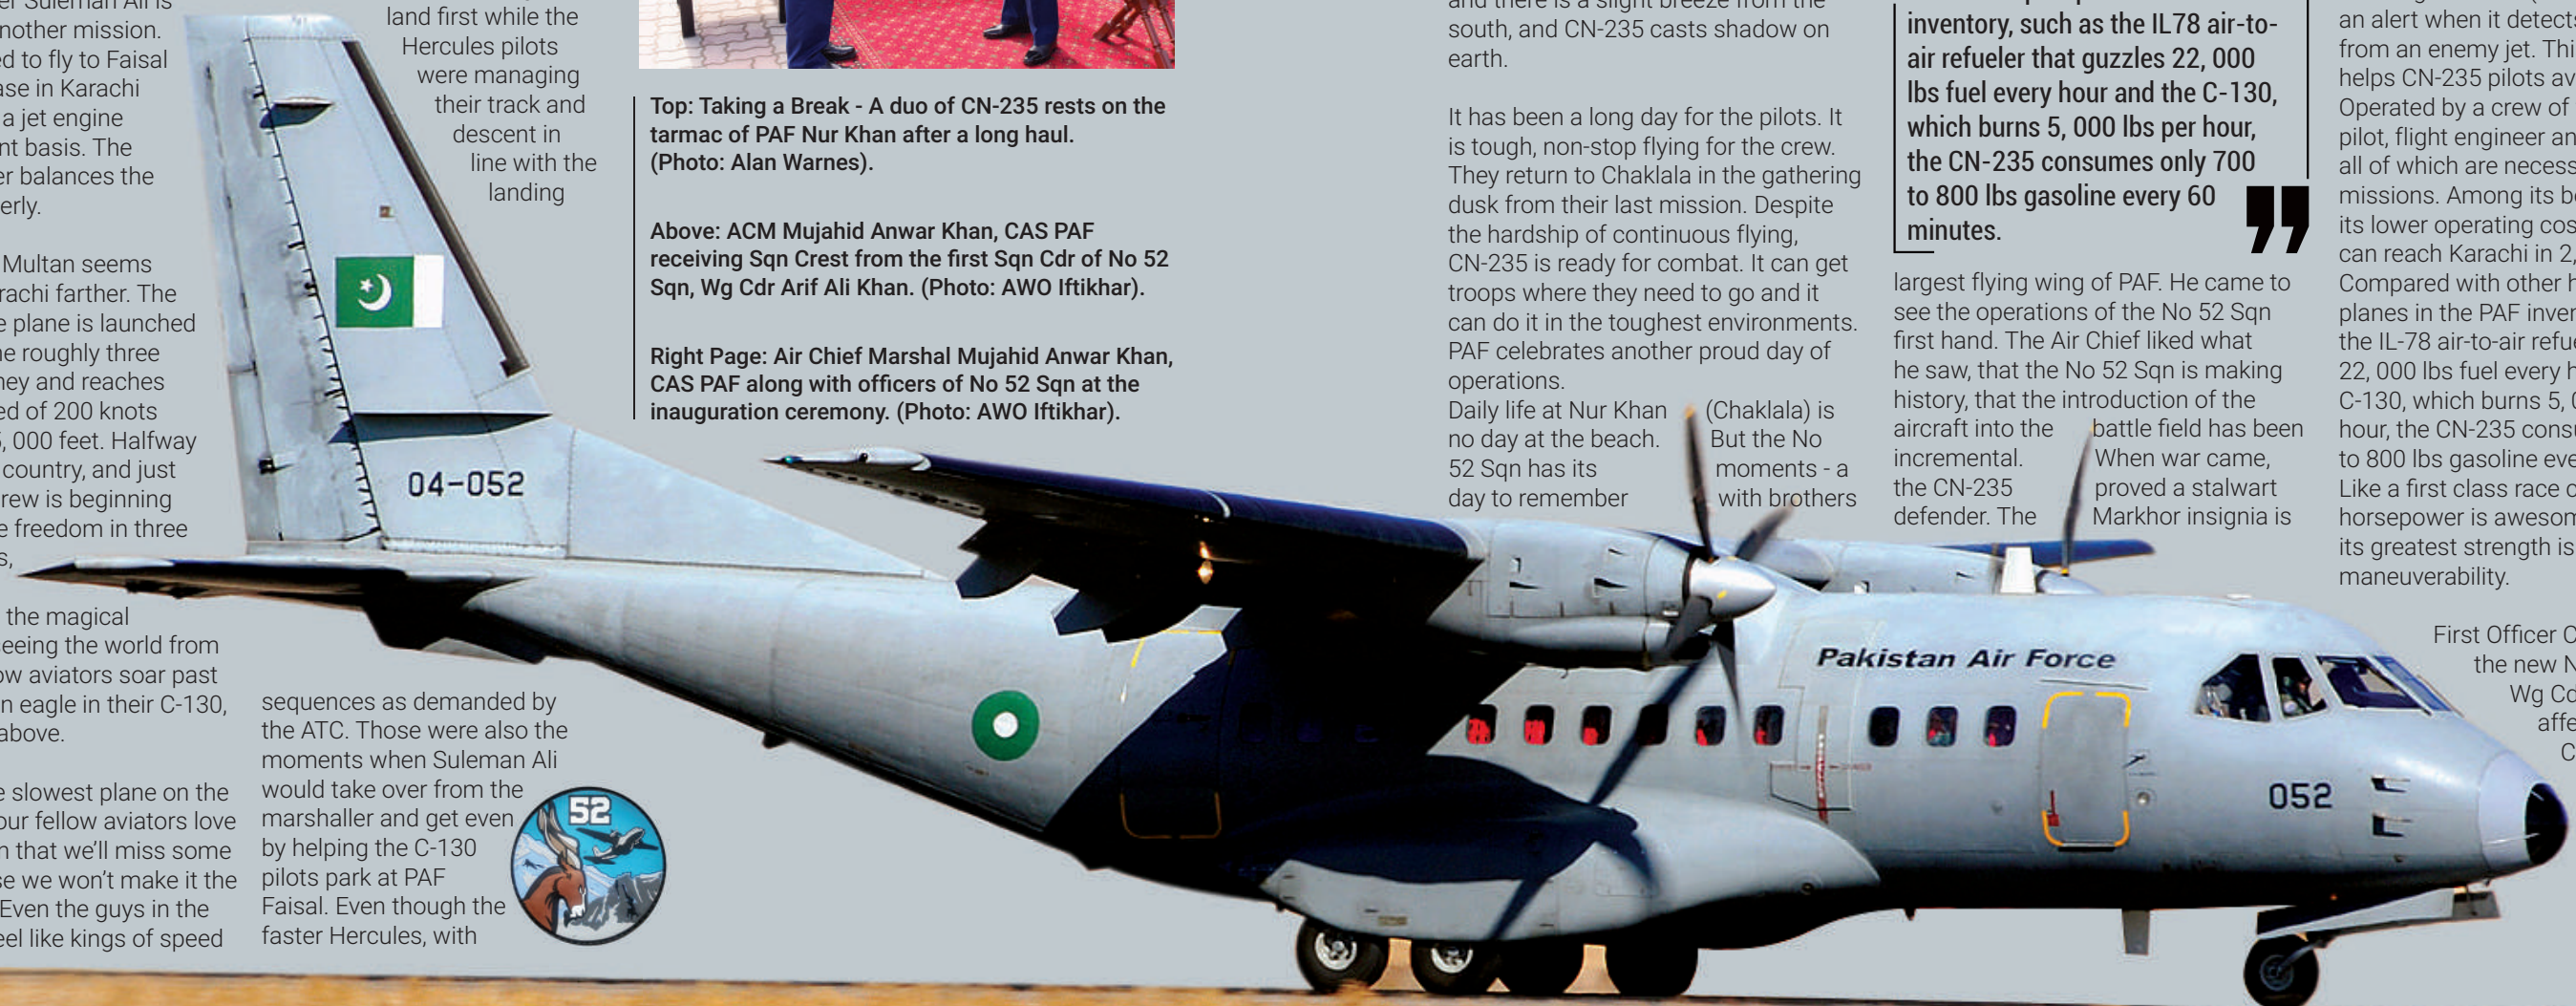 er Suleman Ali is
nother mission.
ed to fly to Faisal
ase in Karachi
a jet engine
nt basis. The
er balances the
erly.
Multan seems
rachi farther. The
e plane is launched
ne roughly three
ney and reaches
ed of 200 knots
5, 000 feet. Halfway
country, and just
rew is beginning
e freedom in three
s,
the magical
seeing the world from
ow aviators soar past
n eagle in their C-130,
above.
e slowest plane on the
our fellow aviators love
n that we'll miss some
se we won't make it the
Even the guys in the
eel like kings of speed
land first while the
Hercules pilots
were managing
their track and
descent in
line with the
landing
sequences as demanded by
the ATC. Those were also the
moments when Suleman Ali
would take over from the
marshaller and get even
by helping the C-130
pilots park at PAF
Faisal. Even though the
faster Hercules, with
52
04-052
Top: Taking a Break - A duo of CN-235 rests on the
tarmac of PAF Nur Khan after a long haul.
(Photo: Alan Warnes).
Above: ACM Mujahid Anwar Khan, CAS PAF
receiving Sqn Crest from the first Sqn Cdr of No 52
Sqn, Wg Cdr Arif Ali Khan. (Photo: AWO Iftikhar).
Right Page: Air Chief Marshal Mujahid Anwar Khan,
CAS PAF along with officers of No 52 Sqn at the
inauguration ceremony. (Photo: AWO Iftikhar).
and there is a slight breeze from the
south, and CN-235 casts shadow on
earth.
It has been a long day for the pilots. It
is tough, non-stop flying for the crew.
They return to Chaklala in the gathering
dusk from their last mission. Despite
the hardship of continuous flying,
CN-235 is ready for combat. It can get
troops where they need to go and it
can do it in the toughest environments.
PAF celebrates another proud day of
operations.
Daily life at Nur Khan (Chaklala) is
no day at the beach. But the No
52 Sqn has its moments - a
day to remember with brothers
inventory, such as the IL78 air-to-
air refueler that guzzles 22, 000
lbs fuel every hour and the C-130,
which burns 5, 000 lbs per hour,
the CN-235 consumes only 700
to 800 lbs gasoline every 60
minutes.
largest flying wing of PAF. He came to
see the operations of the No 52 Sqn
first hand. The Air Chief liked what
he saw, that the No 52 Sqn is making
history, that the introduction of the
aircraft into the battle field has been
incremental. When war came,
the CN-235 proved a stalwart
defender. The Markhor insignia is
an alert when it detects
from an enemy jet. Thi
helps CN-235 pilots av
Operated by a crew of
pilot, flight engineer an
all of which are necess
missions. Among its be
its lower operating cos
can reach Karachi in 2,
Compared with other h
planes in the PAF inver
the IL-78 air-to-air refue
22, 000 lbs fuel every h
C-130, which burns 5, 0
hour, the CN-235 consu
to 800 lbs gasoline eve
Like a first class race c
horsepower is awesom
its greatest strength is
maneuverability.
First Officer C
the new N
Wg Cd
affe
C
Pakistan Air Force
052